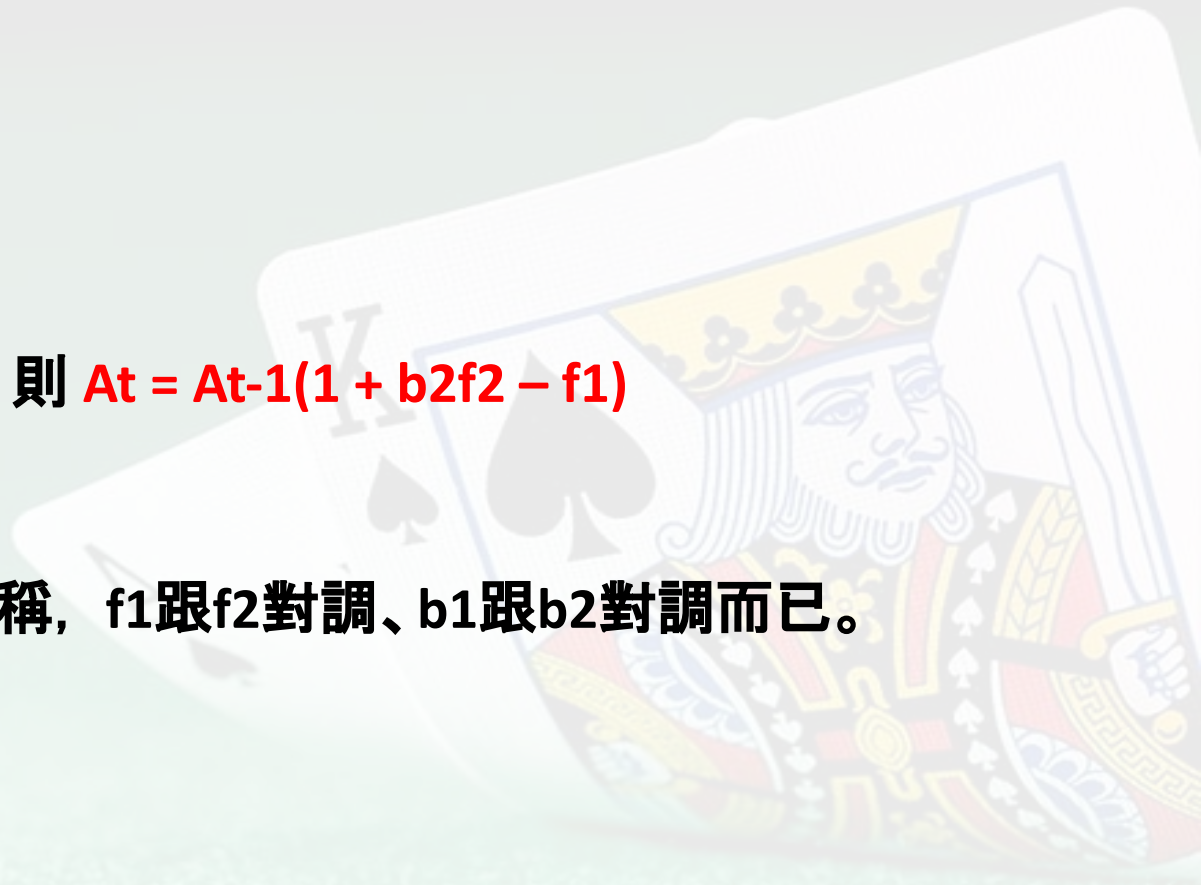 則 At = At-1(1 + b2f2 – f1)
稱, f1跟f2對調、b1跟b2對調而已。
K